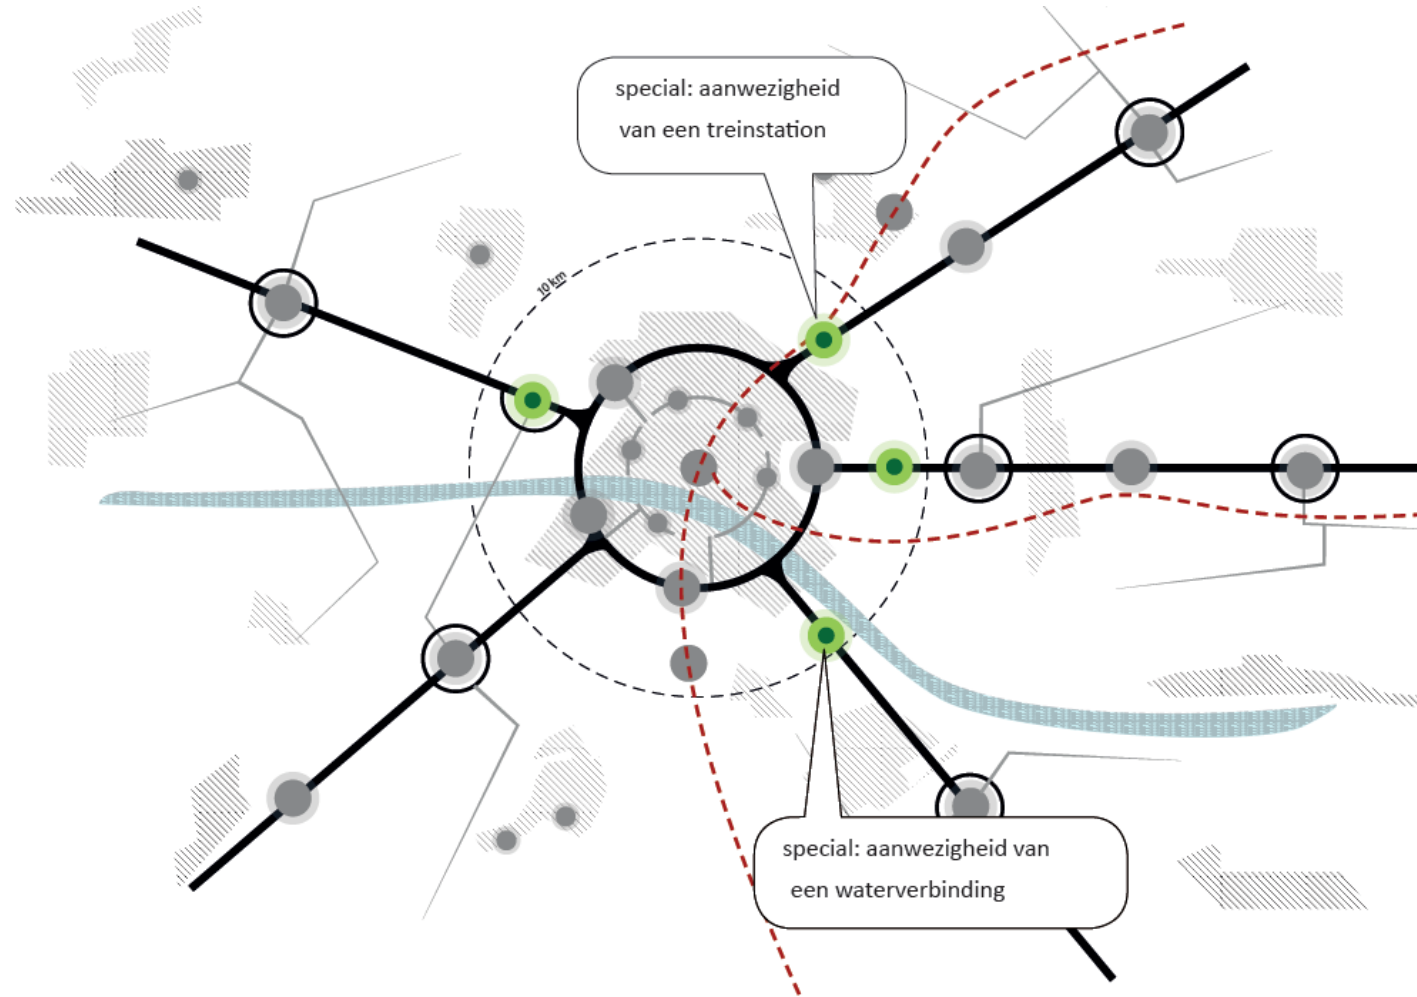 special: aanwezigheid
van een treinstation
10 km
special: aanwezigheid van
een waterverbinding